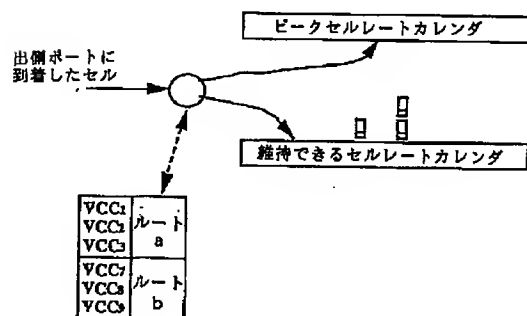 ピークセルレートカレンダ
出側ポートに
到着したセル
維持できるセルレートカレンダ
VCC1
VCC2
VCC3
ルート
a
VCC7
VCC8
VCC9
ルート
b